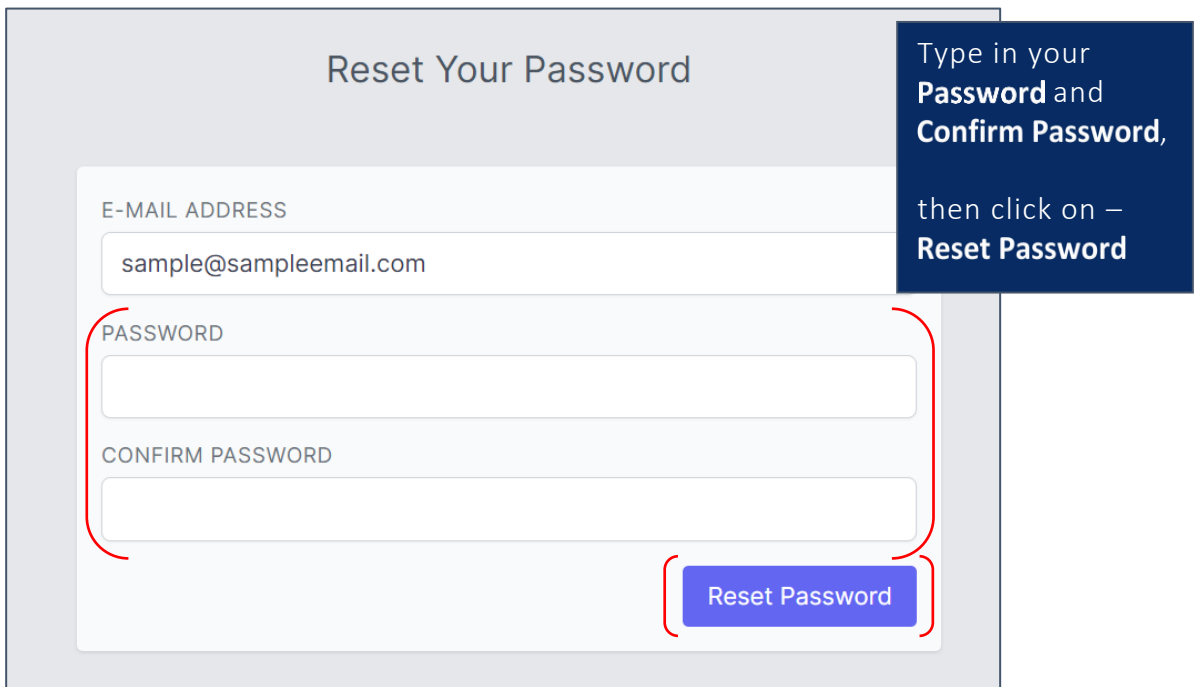 Reset Your Password
Type in your
Password and
Confirm Password,
then click on –
Reset Password
E-MAIL ADDRESS
sample@sampleemail.com
PASSWORD
CONFIRM PASSWORD
Reset Password